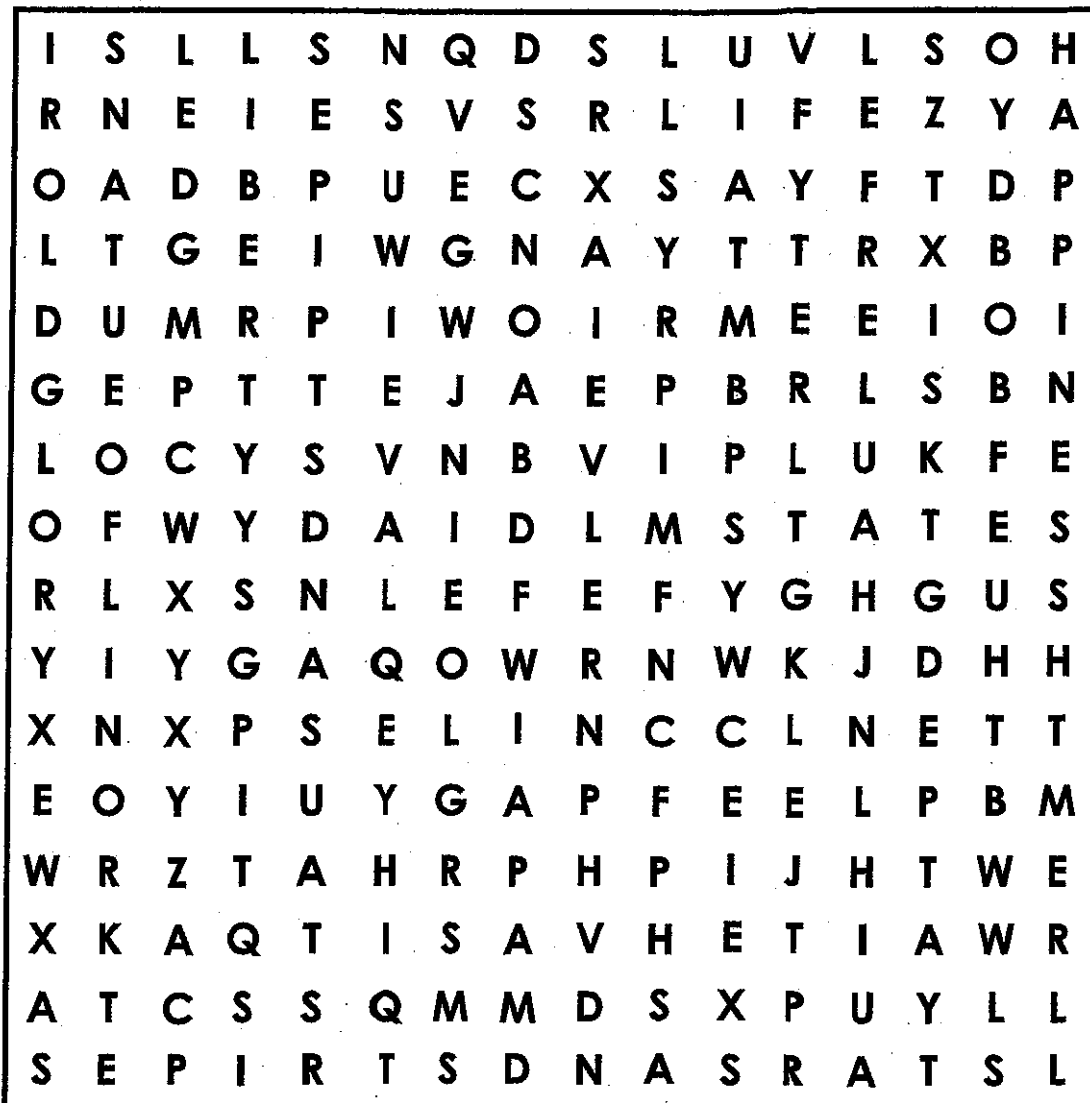 I S L L S N Q D S L U V L S O H
R N E I E S V S R L I F E Z Y A
O A D B P U E C X S A Y F T D P
L T G E I W G N A Y T T R X B P
D U M R P I W O I R M E E I O I
G E P T T E J A E P B R L S B N
L O C Y S V N B V I P L U K F E
O F W Y D A I D L M S T A T E S
R L X S N L E F E F Y G H G U S
Y I Y G A Q O W R N W K J D H H
X N X P S E L I N C C L N E T T
E O Y I U Y G A P F E E L P B M
W R Z T A H R P H P I J H T W E
X K A Q T I S A V H E T I A W R
A T C S S Q M M D S X P U Y L L
S E P I R T S D N A S R A T S L